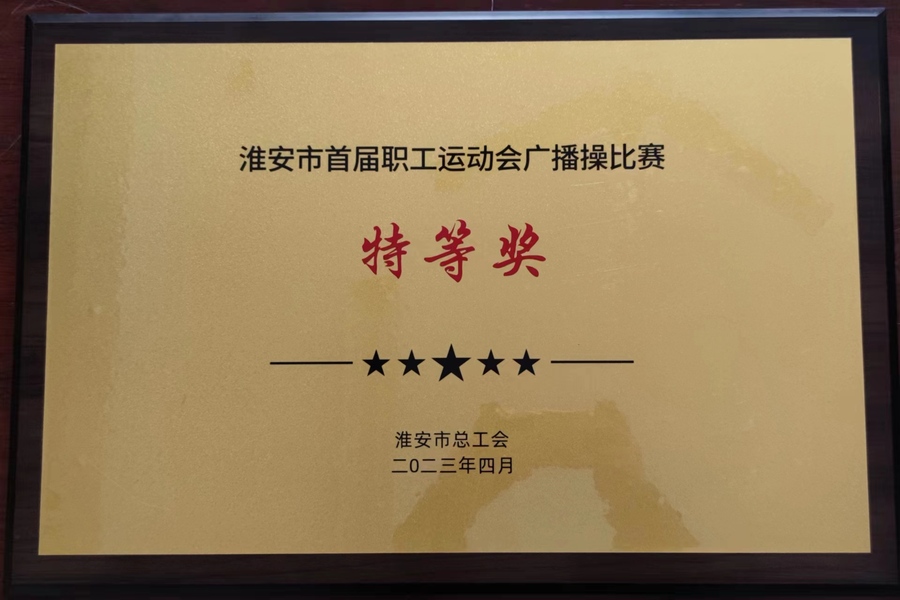 淮安市首届职工运动会广播操比赛
特等奖
淮安市总工会
二0二三年四月